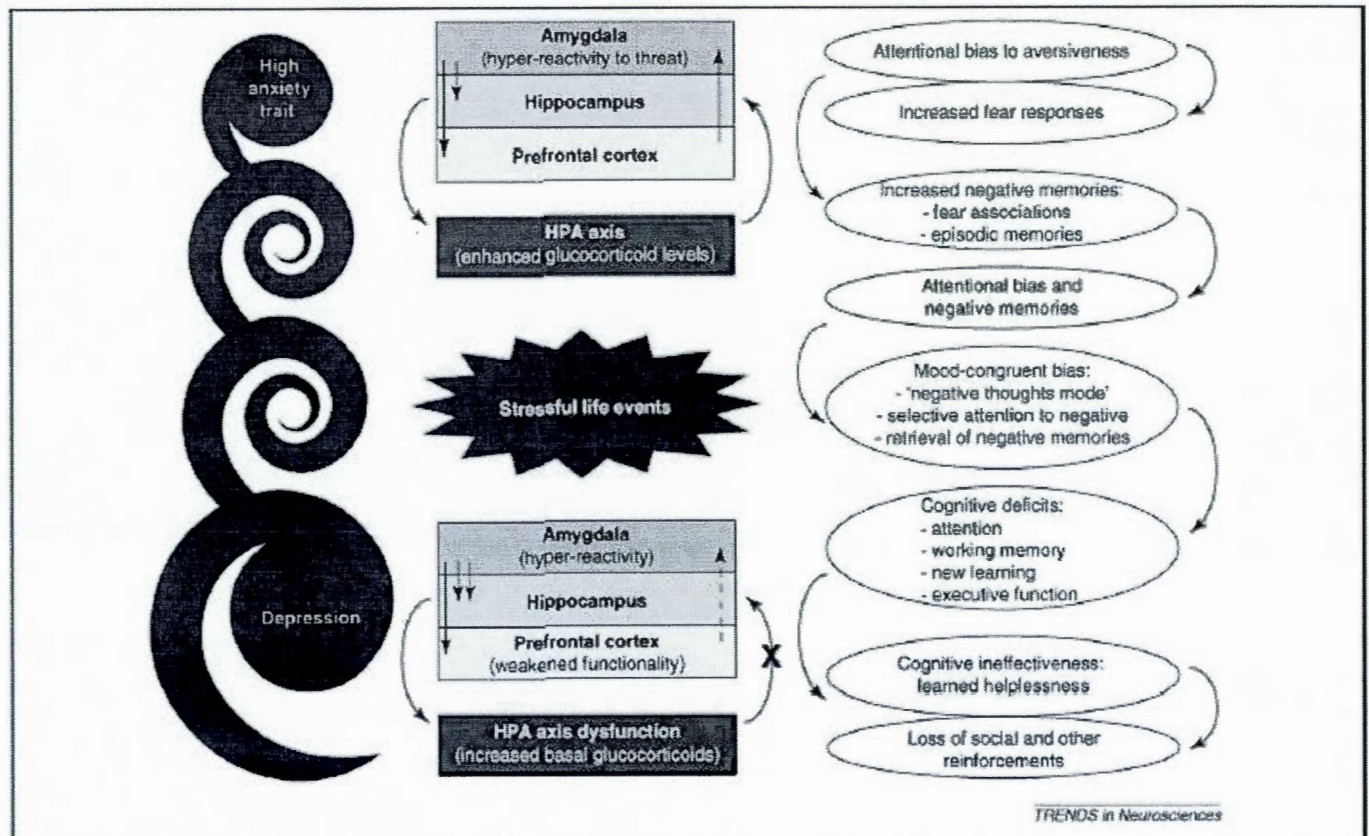 High
anxiety
trait
Depression
Amygdala
(hyper-reactivity to threat)
Hippocampus
Prefrontal cortex
HPA axis
(enhanced glucocorticoid levels)
Stressful life events
Amygdala
(hyper-reactivity)
Hippocampus
Prefrontal cortex
(weakened functionality)
X
HPA axis dysfunction
(increased basal glucocorticoids)
Attentional bias to aversiveness
Increased fear responses
Increased negative memories:
- fear associations
- episodic memories
Attentional bias and
negative memories
Mood-congruent bias:
- 'negative thoughts mode'
- selective attention to negative
- retrieval of negative memories
Cognitive deficits:
- attention
- working memory
- new learning
- executive function
Cognitive ineffectiveness:
learned helplessness
Loss of social and other
reinforcements
TRENDS in Neurosciences